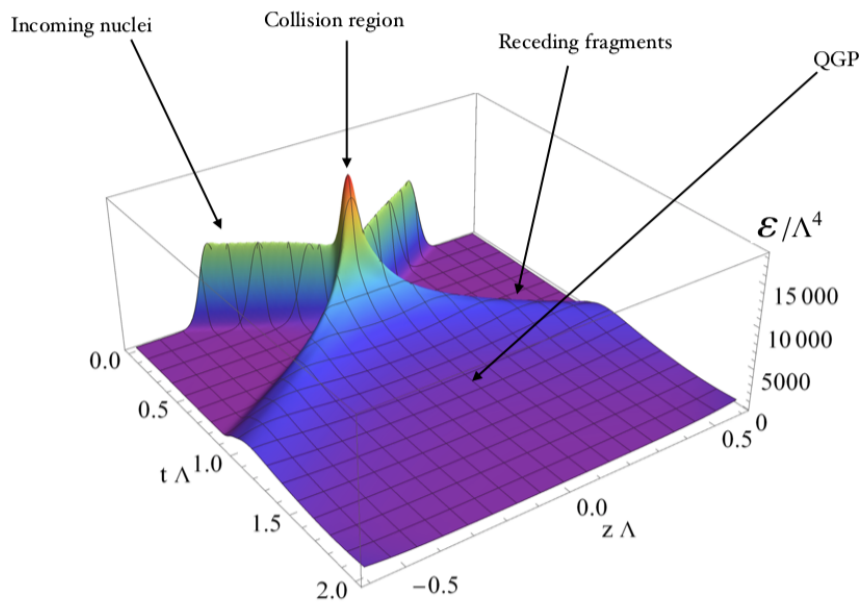 Incoming nuclei
Collision region
Receding fragments
QGP
ℰ/Λ⁴
15 000
10 000
5000
0
0.0
0.5
1.0
1.5
2.0
t Λ
−0.5
0.0
0.5
z Λ